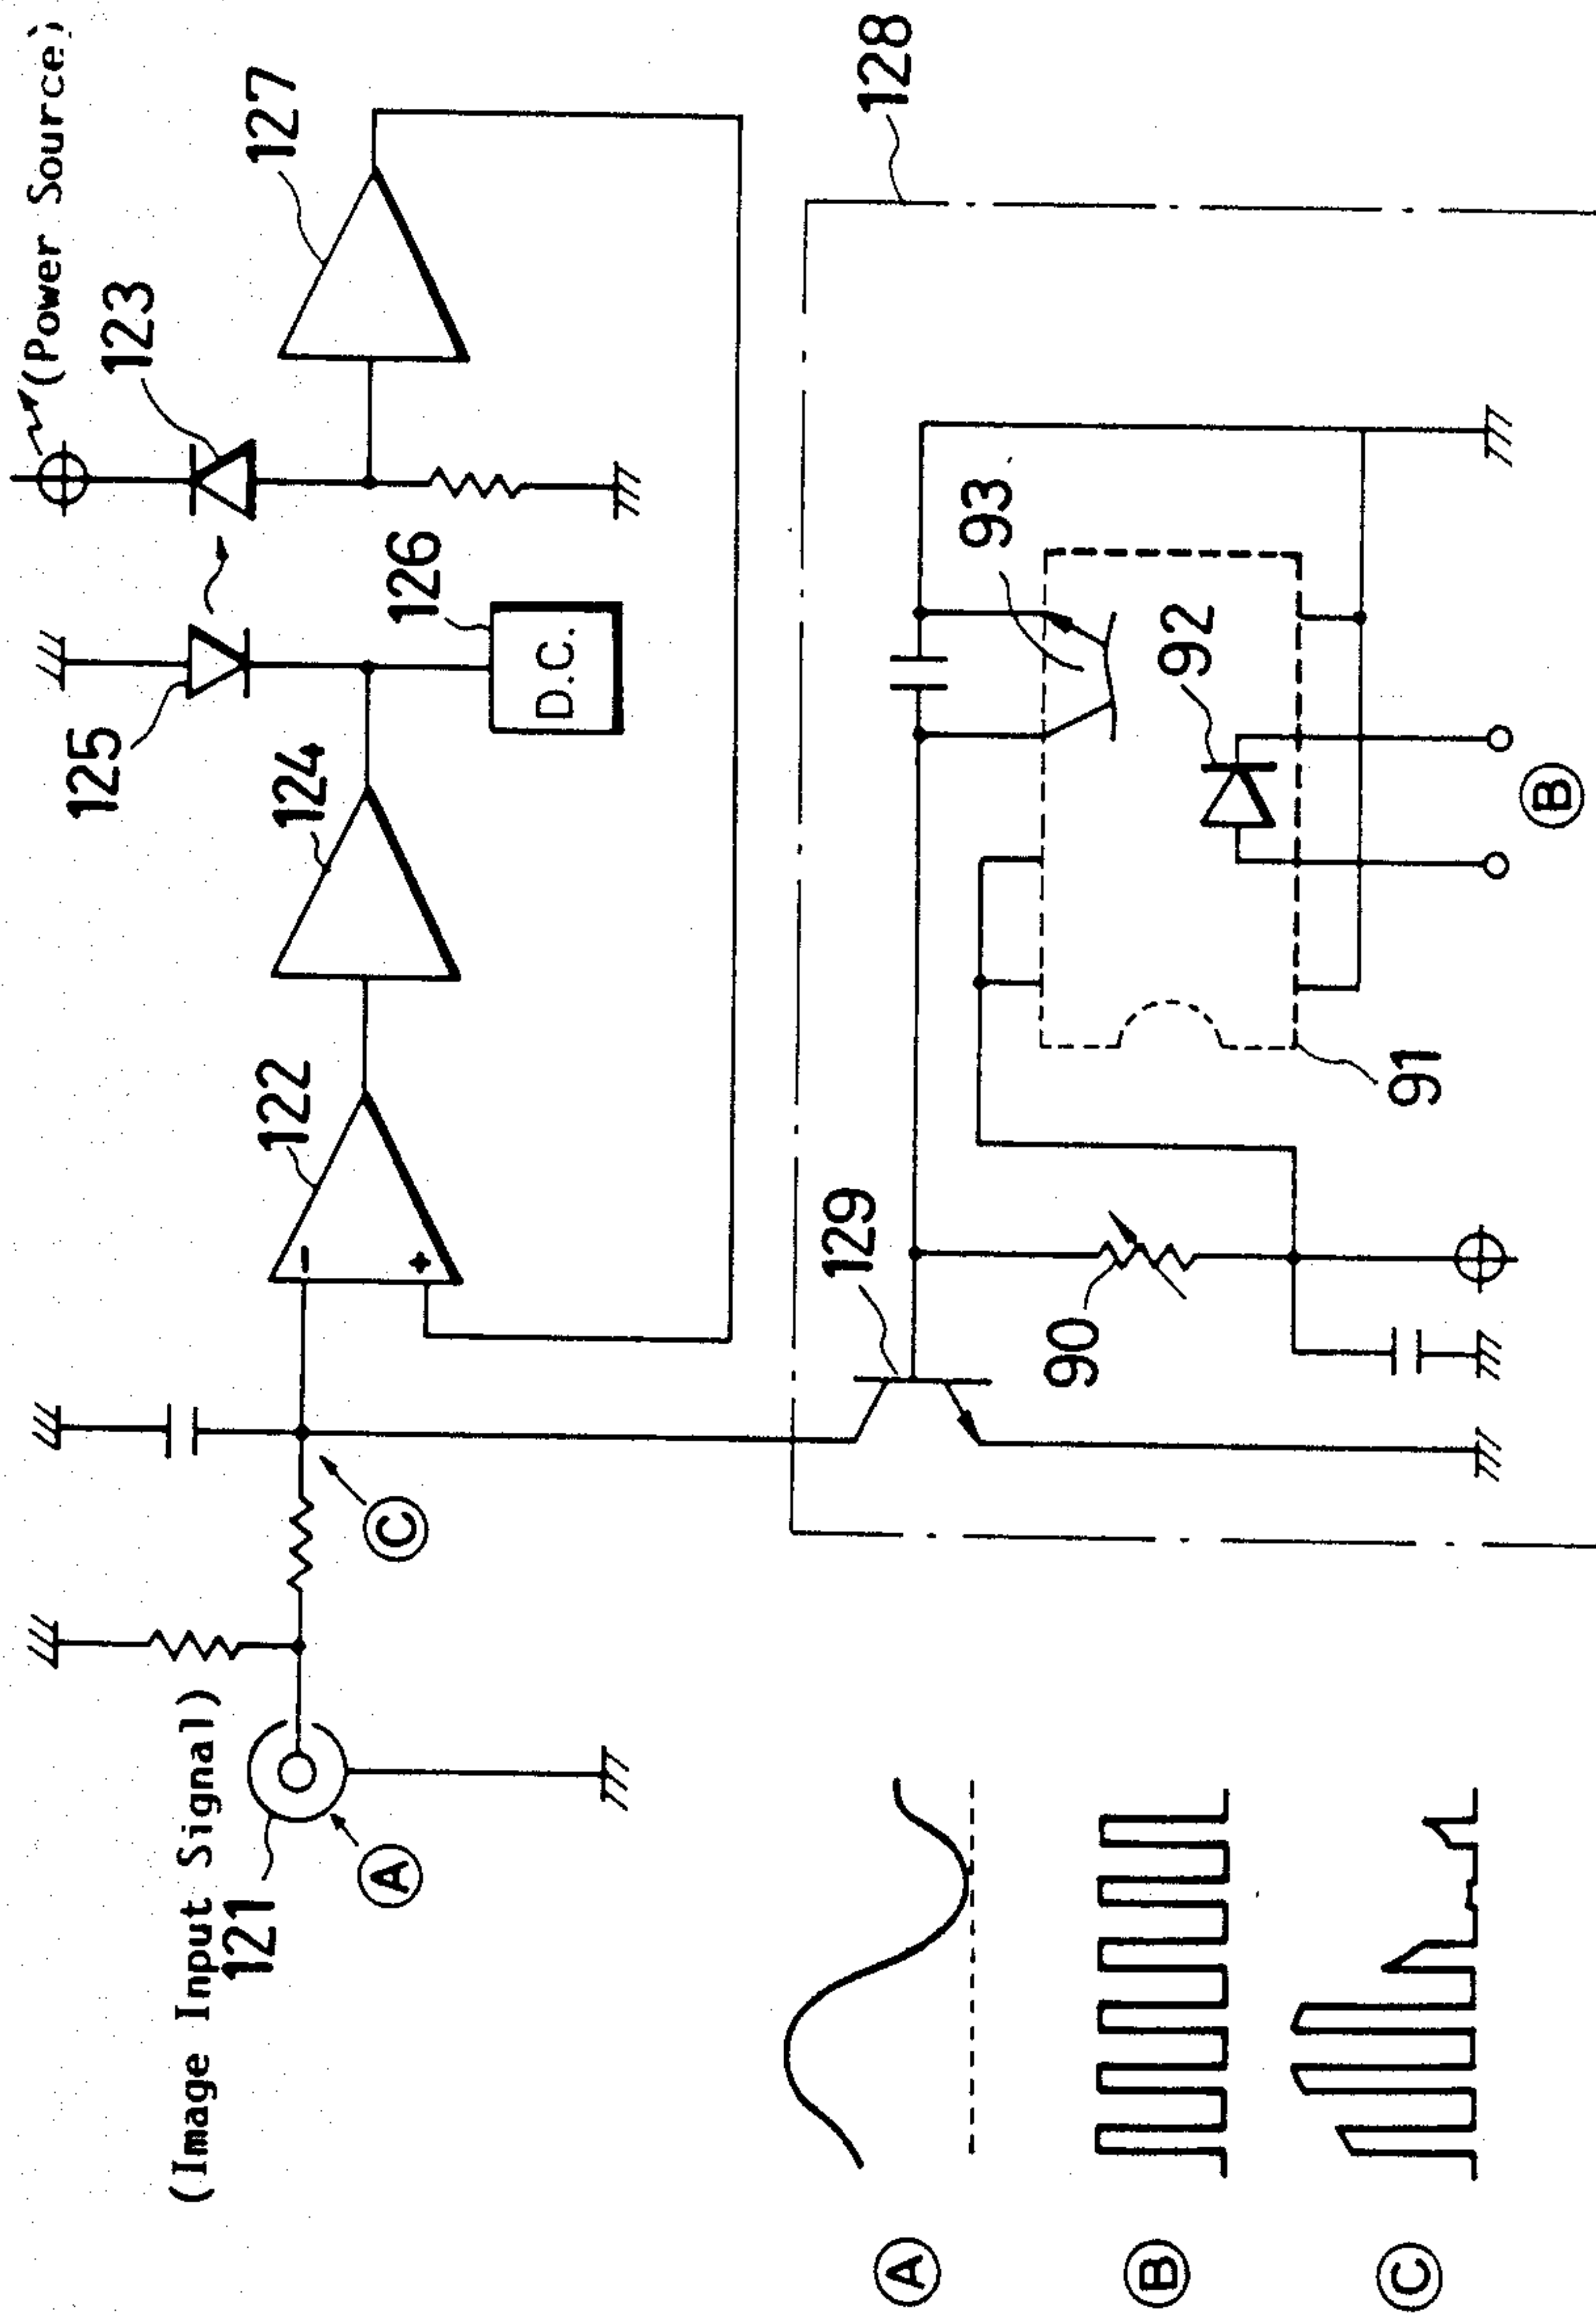 (Power Source)
123
127
125
126
D.C.
124
122
-
+
(Image Input Signal)
121
A
C
128
129
93
92
90
91
B
A
B
C